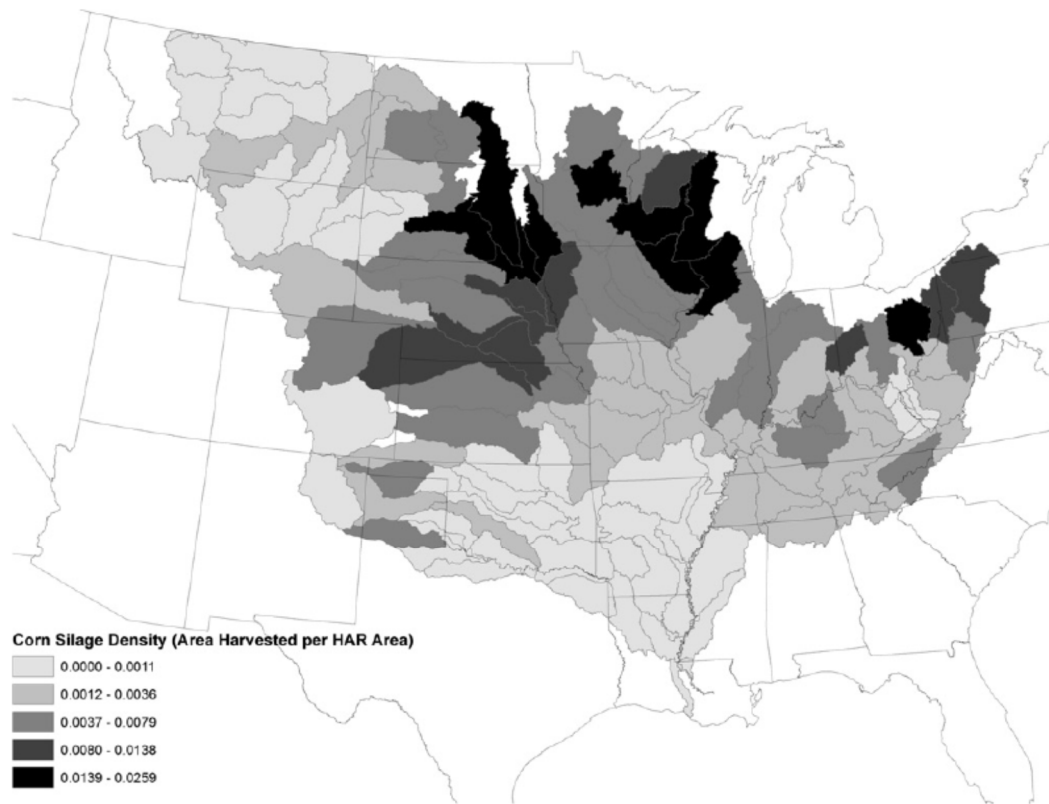 Corn Silage Density (Area Harvested per HAR Area)
0.0000 - 0.0011
0.0012 - 0.0036
0.0037 - 0.0079
0.0080 - 0.0138
0.0139 - 0.0259